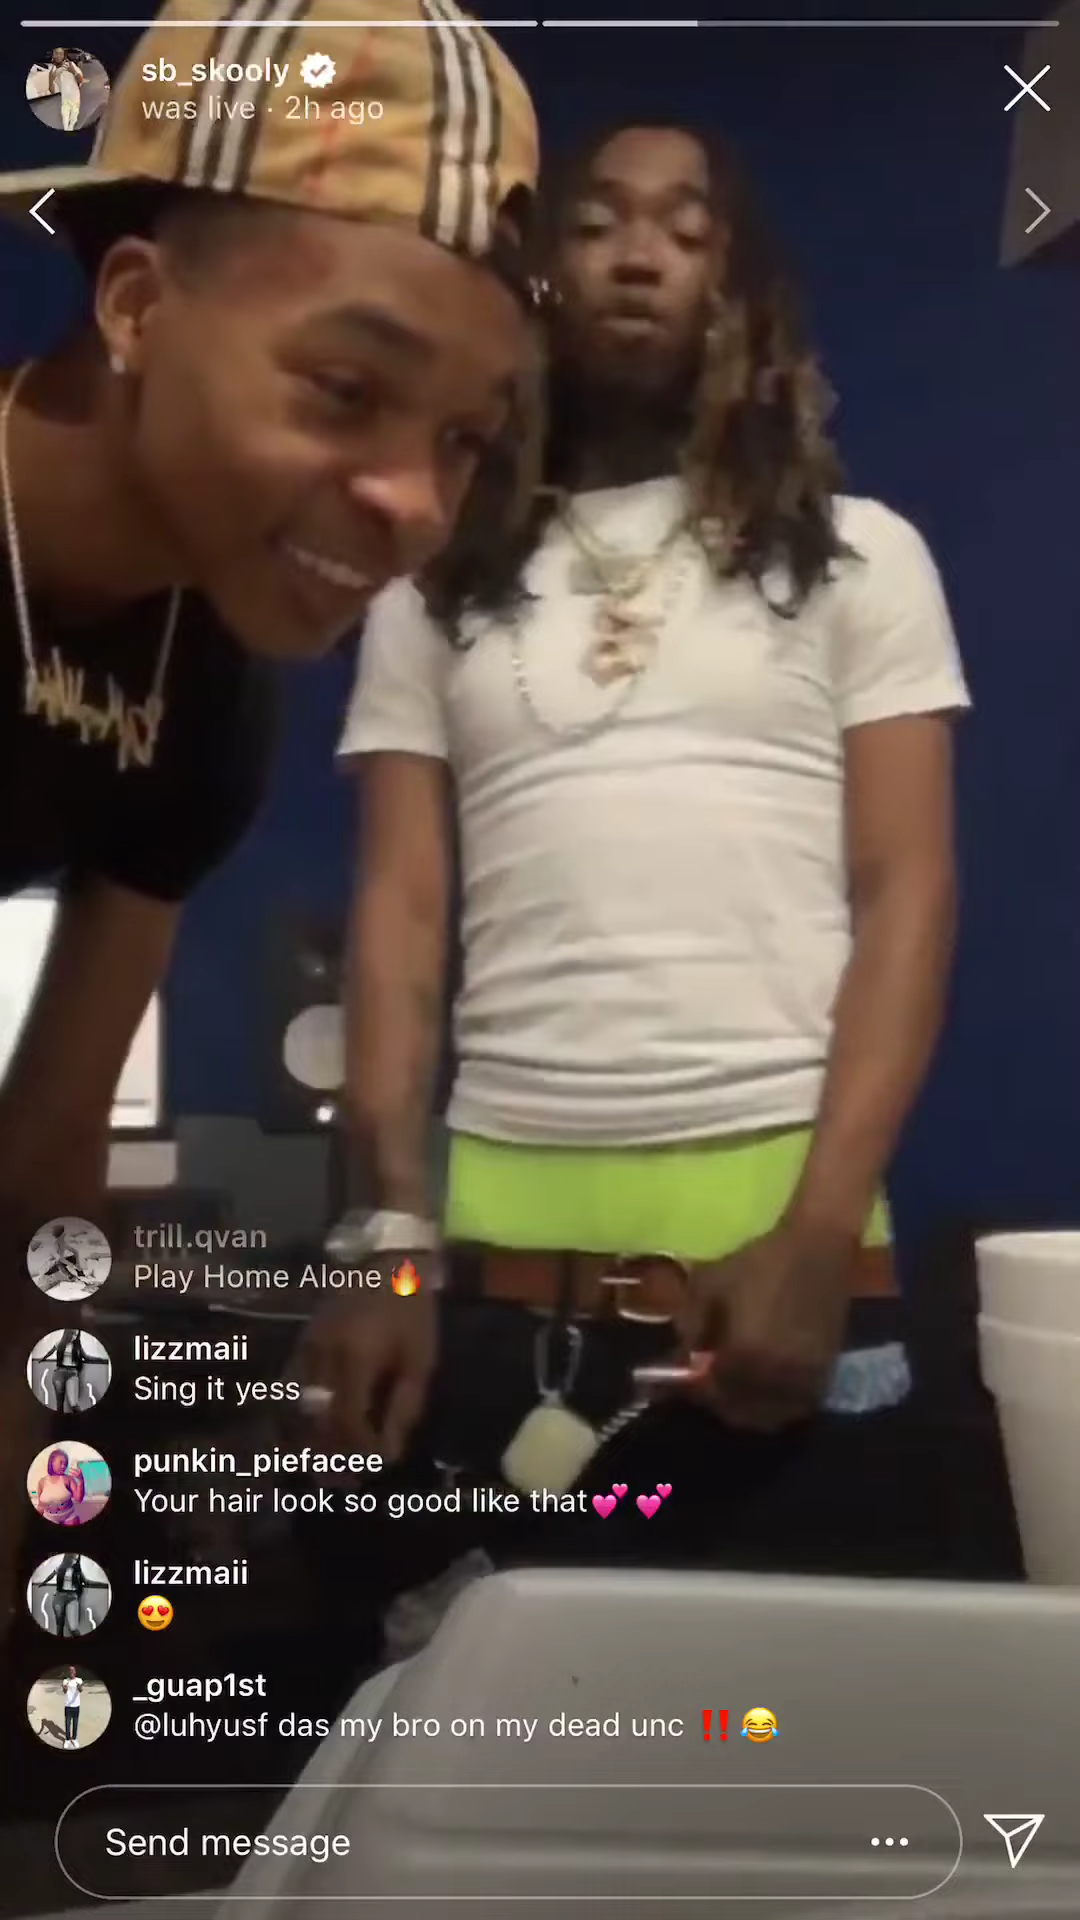 sb_skooly
was live · 2h ago
trill.qvan
Play Home Alone🔥
lizzmaii
Sing it yess
punkin_piefacee
Your hair look so good like that💕💕
lizzmaii
😍
_guap1st
@luhyusf das my bro on my dead unc ‼️😂
Send message